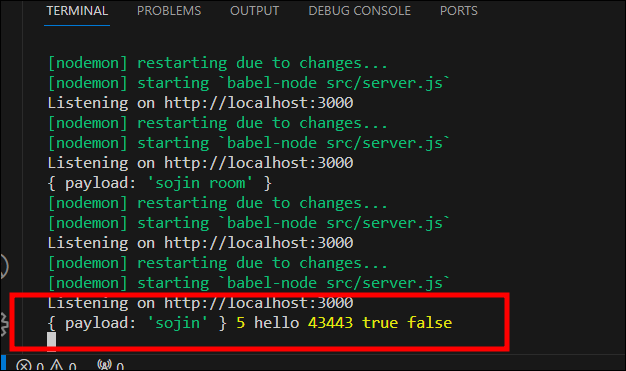 TERMINAL PROBLEMS OUTPUT DEBUG CONSOLE PORTS
[nodemon] restarting due to changes...
[nodemon] starting `babel-node src/server.js`
Listening on http://localhost:3000
[nodemon] restarting due to changes...
[nodemon] starting `babel-node src/server.js`
Listening on http://localhost:3000
{ payload: 'sojin room' }
[nodemon] restarting due to changes...
[nodemon] starting `babel-node src/server.js`
Listening on http://localhost:3000
[nodemon] restarting due to changes...
[nodemon] starting `babel-node src/server.js`
Listening on http://localhost:3000
{ payload: 'sojin' } 5 hello 43443 true false
0 0 0